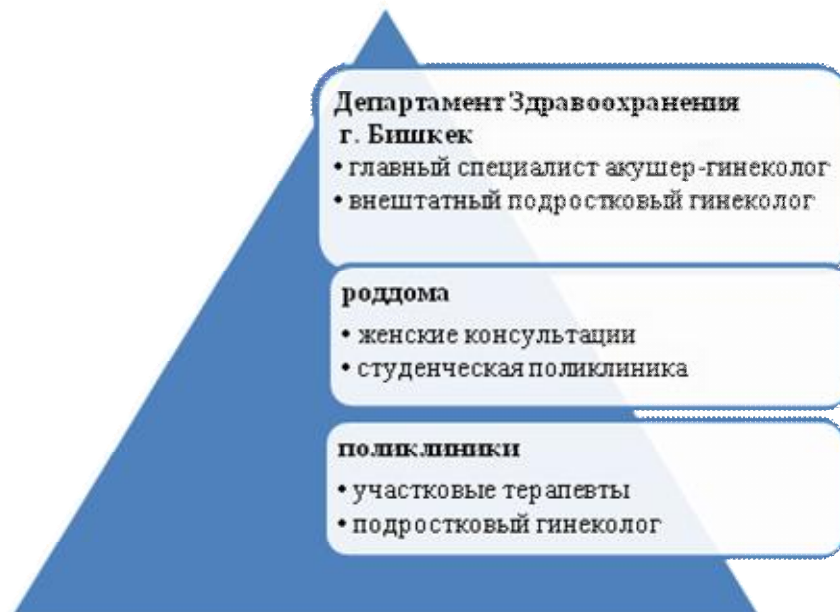 Департамент Здравоохранения
г. Бишкек
• главный специалист акушер-гинеколог
• внештатный подростковый гинеколог
роддома
• женские консультации
• студенческая поликлиника
поликлиники
• участковые терапевты
• подростковый гинеколог